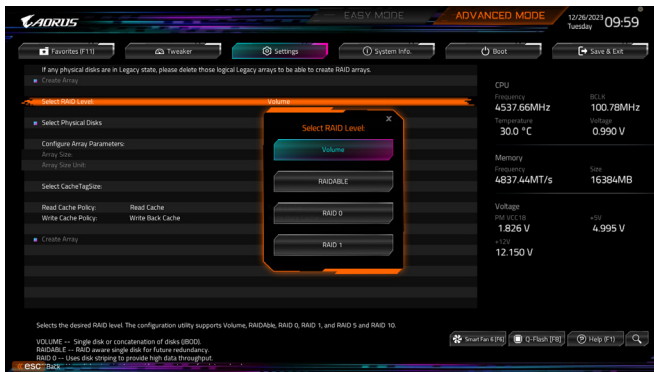 AORUS
EASY MODE
ADVANCED MODE
12/26/2023
Tuesday
09:59
Favorites (F11)
Tweaker
Settings
System Info.
Boot
Save & Exit
If any physical disks are in Legacy state, please delete those logical Legacy arrays to be able to create RAID arrays.
Create Array
Select RAID Level: Volume
Select Physical Disks
Configure Array Parameters:
Array Size:
Array Size Unit:
Select CacheTagSize:
Read Cache Policy: Read Cache
Write Cache Policy: Write Back Cache
Create Array
X
Select RAID Level:
Volume
RAIDABLE
RAID 0
RAID 1
CPU
Frequency BCLK
4537.66MHz 100.78MHz
Temperature Voltage
30.0 °C 0.990 V
Memory
Frequency Size
4837.44MT/s 16384MB
Voltage
PM VCC18 +5V
1.826 V 4.995 V
+12V
12.150 V
Selects the desired RAID level. The configuration utility supports Volume, RAIDAble, RAID 0, RAID 1, and RAID 5 and RAID 10.
VOLUME -- Single disk or concatenation of disks (JBOD).
RAIDABLE -- RAID aware single disk for future redundancy.
RAID 0 -- Uses disk striping to provide high data throughput.
Smart Fan 6 [F6]
Q-Flash [F8]
Help (F1)
esc Back